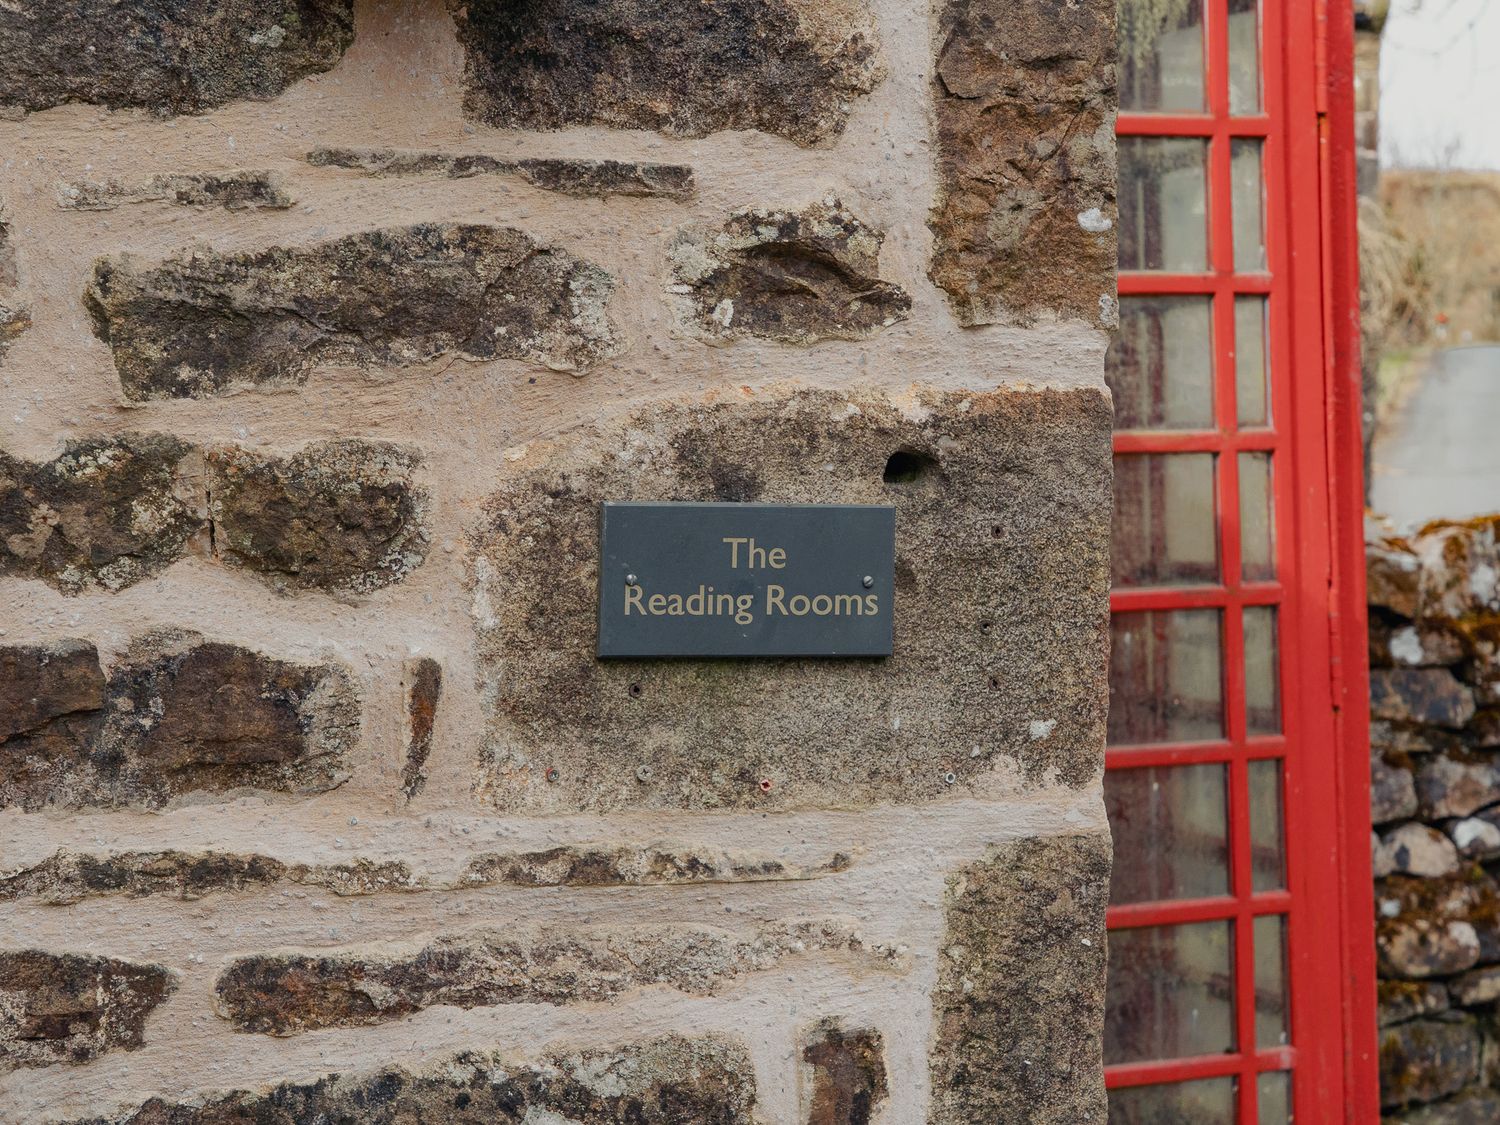 The
Reading Rooms